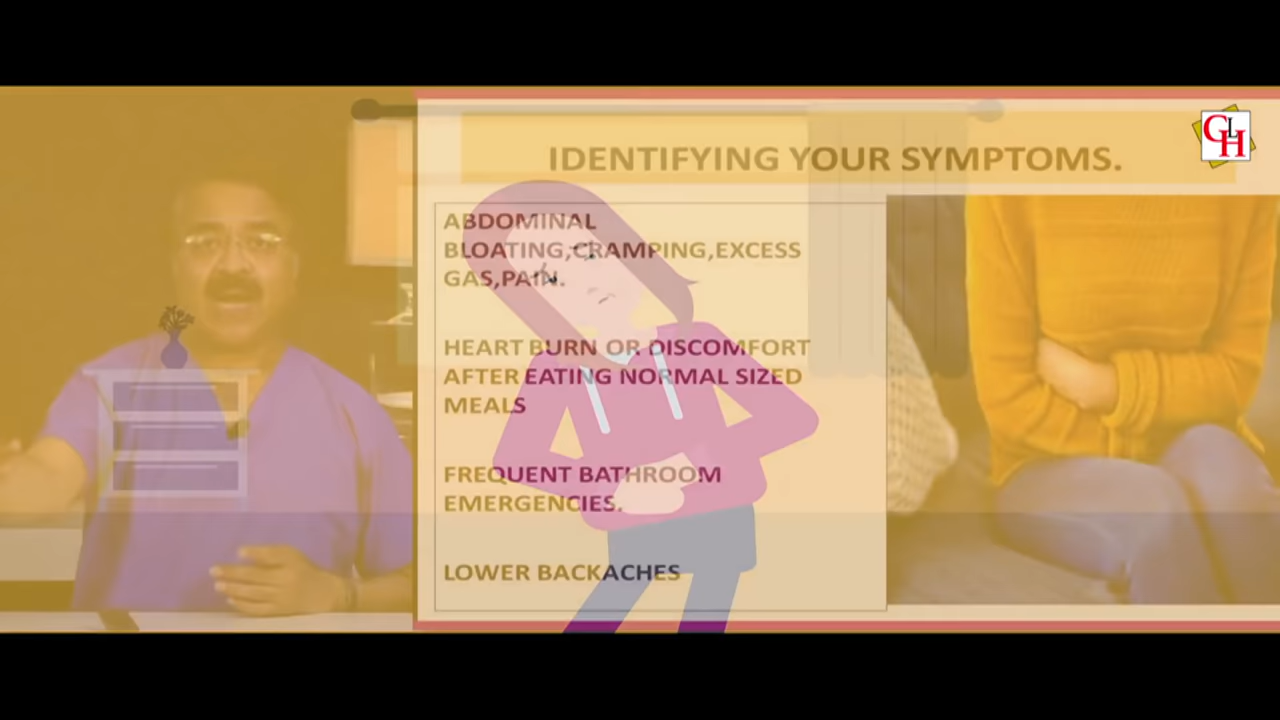 IDENTIFYING YOUR SYMPTOMS.
GLH
ABDOMINAL
BLOATING,CRAMPING,EXCESS
GAS,PAIN.
HEART BURN OR DISCOMFORT
AFTER EATING NORMAL SIZED
MEALS
FREQUENT BATHROOM
EMERGENCIES.
LOWER BACKACHES